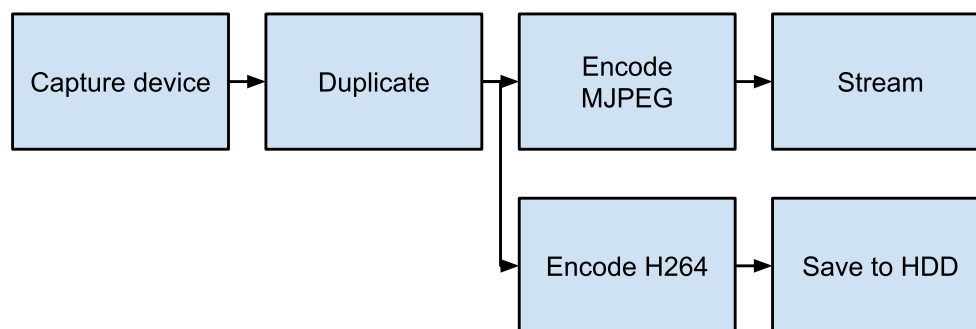 Capture device
Duplicate
Encode
MJPEG
Stream
Encode H264
Save to HDD